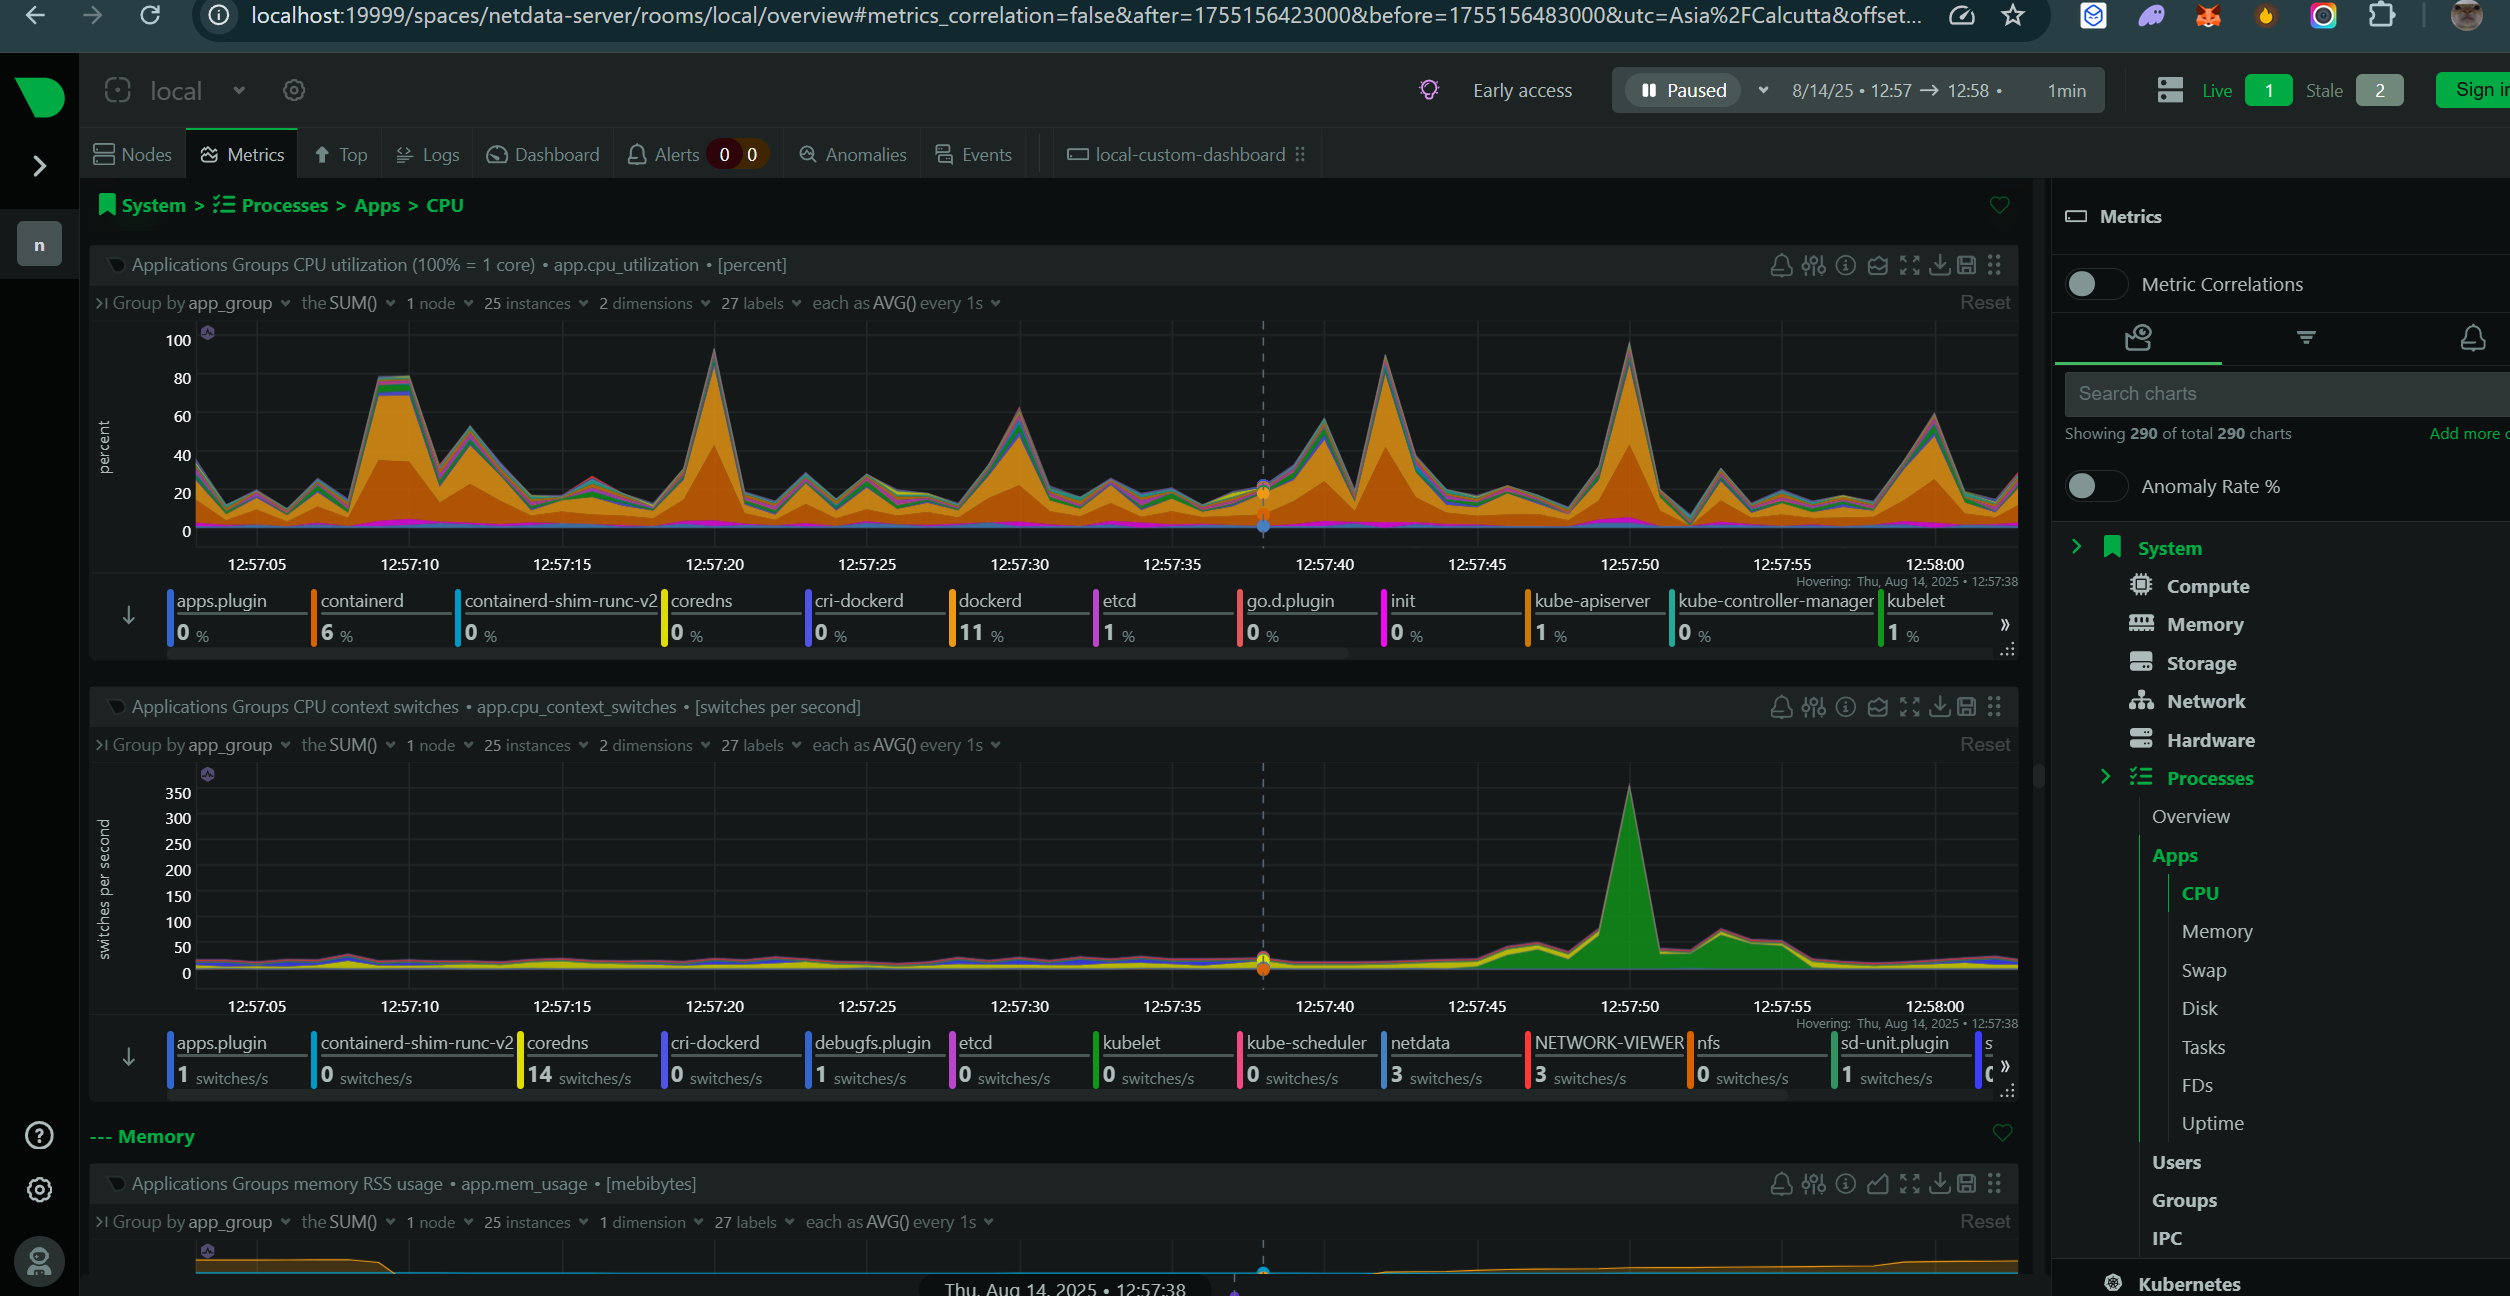 localhost:19999/spaces/netdata-server/rooms/local/overview#metrics_correlation=false&after=1755156423000&before=1755156483000&utc=Asia%2FCalcutta&offset...
local
Early access
Paused
8/14/25 • 12:57 → 12:58 •
1min
Live 1
Stale 2
Sign in
Nodes
Metrics
Top
Logs
Dashboard
Alerts 0 0
Anomalies
Events
local-custom-dashboard
n
System > Processes > Apps > CPU
Applications Groups CPU utilization (100% = 1 core) • app.cpu_utilization • [percent]
Group by app_group the SUM() 1 node 25 instances 2 dimensions 27 labels each as AVG() every 1s
Reset
percent
100
80
60
40
20
0
12:57:05 12:57:10 12:57:15 12:57:20 12:57:25 12:57:30 12:57:35 12:57:40 12:57:45 12:57:50 12:57:55 12:58:00
Hovering: Thu, Aug 14, 2025 • 12:57:38
apps.plugin containerd containerd-shim-runc-v2 coredns cri-dockerd dockerd etcd go.d.plugin init kube-apiserver kube-controller-manager kubelet
0 % 6 % 0 % 0 % 0 % 11 % 1 % 0 % 0 % 1 % 0 % 1 %
Applications Groups CPU context switches • app.cpu_context_switches • [switches per second]
Group by app_group the SUM() 1 node 25 instances 2 dimensions 27 labels each as AVG() every 1s
Reset
switches per second
350
300
250
200
150
100
50
0
12:57:05 12:57:10 12:57:15 12:57:20 12:57:25 12:57:30 12:57:35 12:57:40 12:57:45 12:57:50 12:57:55 12:58:00
Hovering: Thu, Aug 14, 2025 • 12:57:38
apps.plugin containerd-shim-runc-v2 coredns cri-dockerd debugfs.plugin etcd kubelet kube-scheduler netdata NETWORK-VIEWER nfs sd-unit.plugin s
1 switches/s 0 switches/s 14 switches/s 0 switches/s 1 switches/s 0 switches/s 0 switches/s 0 switches/s 3 switches/s 3 switches/s 0 switches/s 1 switches/s
--- Memory
Applications Groups memory RSS usage • app.mem_usage • [mebibytes]
Group by app_group the SUM() 1 node 25 instances 1 dimension 27 labels each as AVG() every 1s
Reset
Thu, Aug 14, 2025 • 12:57:38
Metrics
Metric Correlations
Search charts
Showing 290 of total 290 charts
Add more
Anomaly Rate %
System
Compute
Memory
Storage
Network
Hardware
Processes
Overview
Apps
CPU
Memory
Swap
Disk
Tasks
FDs
Uptime
Users
Groups
IPC
Kubernetes